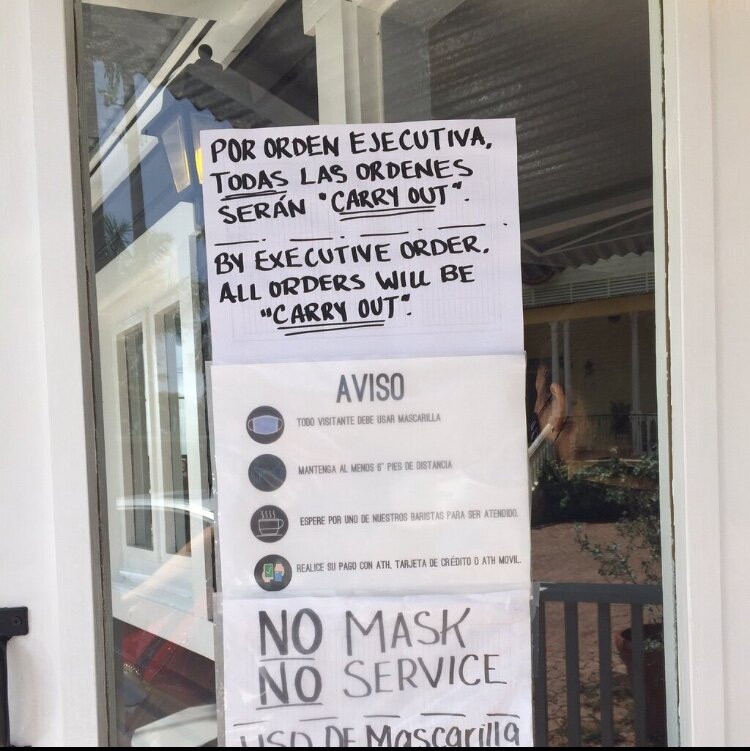 POR ORDEN EJECUTIVA,
TODAS LAS ORDENES
SERÁN "CARRY OUT".
BY EXECUTIVE ORDER.
ALL ORDERS WILL BE
"CARRY OUT".
AVISO
TODO VISITANTE DEBE USAR MASCARILLA
MANTENGA AL MENOS 6" PIES DE DISTANCIA
ESPERE POR UNO DE NUESTROS BARISTAS PARA SER ATENDIDO.
REALICE SU PAGO CON ATH, TARJETA DE CRÉDITO O ATH MOVIL.
NO MASK
NO SERVICE
USO DE Mascarilla